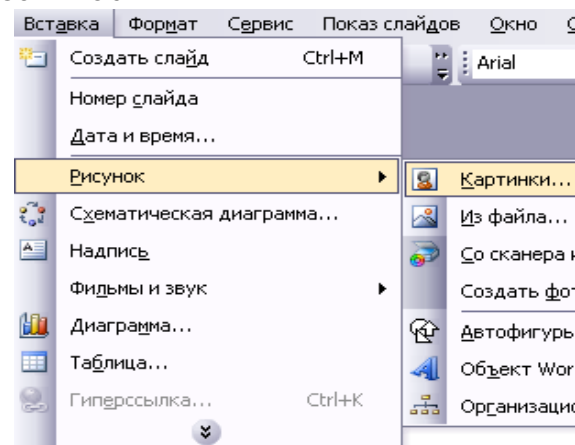 Вставка Формат Сервис Показ слайдов Окно
Создать слайд Ctrl+M
Arial
Номер слайда
Дата и время...
Рисунок
Картинки...
Схематическая диаграмма...
Из файла...
Надпись
Со сканера
Фильмы и звук
Создать
Диаграмма...
Автофигуры
Таблица...
Объект
Гиперссылка... Ctrl+K